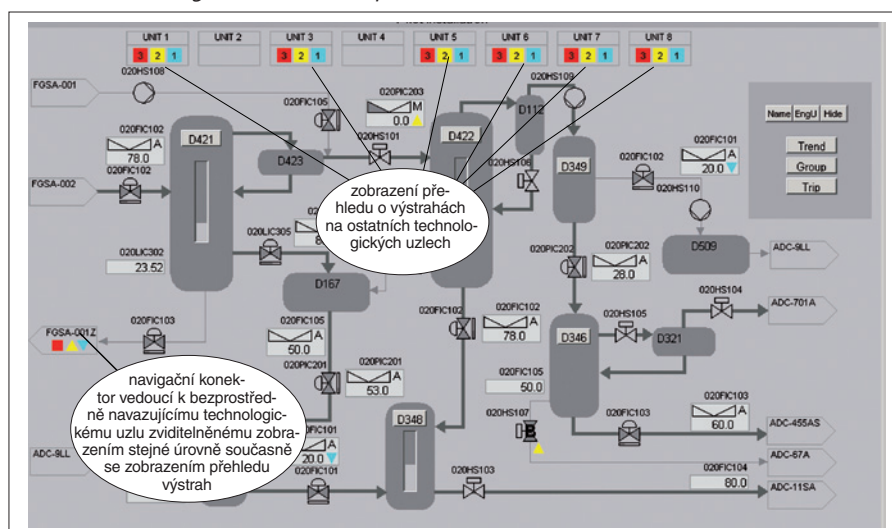 UNIT 1 UNIT 2 UNIT 3 UNIT 4 UNIT 5 UNIT 6 UNIT 7 UNIT 8
3 2 1 3 2 1 3 2 1 3 2 1 3 2 1 3 2 1
020HS108
FGSA-001
020FIC105
020PIC203
M
0.0
D112
020HS109
Name EngU Hide
020FIC102
A
78.0
D421
D423
020HS101
D422
D349
020FIC102
020FIC101
A
20.0
Trend
Group
Trip
020FIC102
FGSA-002
020HS106
020HS110
zobrazení pře-
hledu o výstrahách
na ostatních technolo-
gických uzlech
020LIC302
23.52
020LIC305
8
020PIC202
020PIC202
A
28.0
D509
ADC-9LL
D167
020HS104
ADC-701A
FGSA-001Z
020FIC103
020FIC105
A
50.0
020FIC102
020FIC102
A
78.0
020HS105
D346
D321
020PIC201
020PIC201
A
53.0
020FIC105
50.0
navigační konek-
tor vedoucí k bezprostřed-
ně navazujícímu technologic-
kému uzlu zviditelněnému zobra-
zením stejné úrovně současně
se zobrazením přehledu
výstrah
D348
020HS107
B
020FIC103
020FIC103
A
60.0
ADC-455AS
ADC-9LL
020FIC101
A
20.0
020FIC101
ADC-67A
020HS103
020FIC104
80.0
ADC-11SA